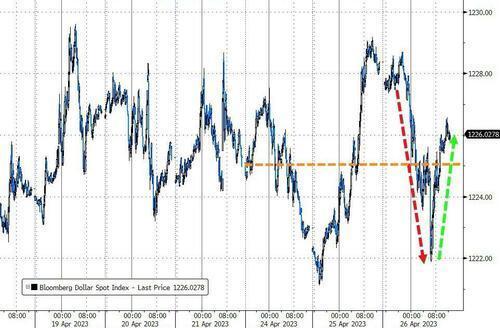 1230.00
1228.00
1226.0278
1224.00
1222.00
Bloomberg Dollar Spot Index - Last Price 1226.0278
08:00 00:00 08:00 00:00 08:00 00:00 08:00 00:00 08:00 00:00 08:00 00:00 08:00
19 Apr 2023 20 Apr 2023 21 Apr 2023 24 Apr 2023 25 Apr 2023 26 Apr 2023